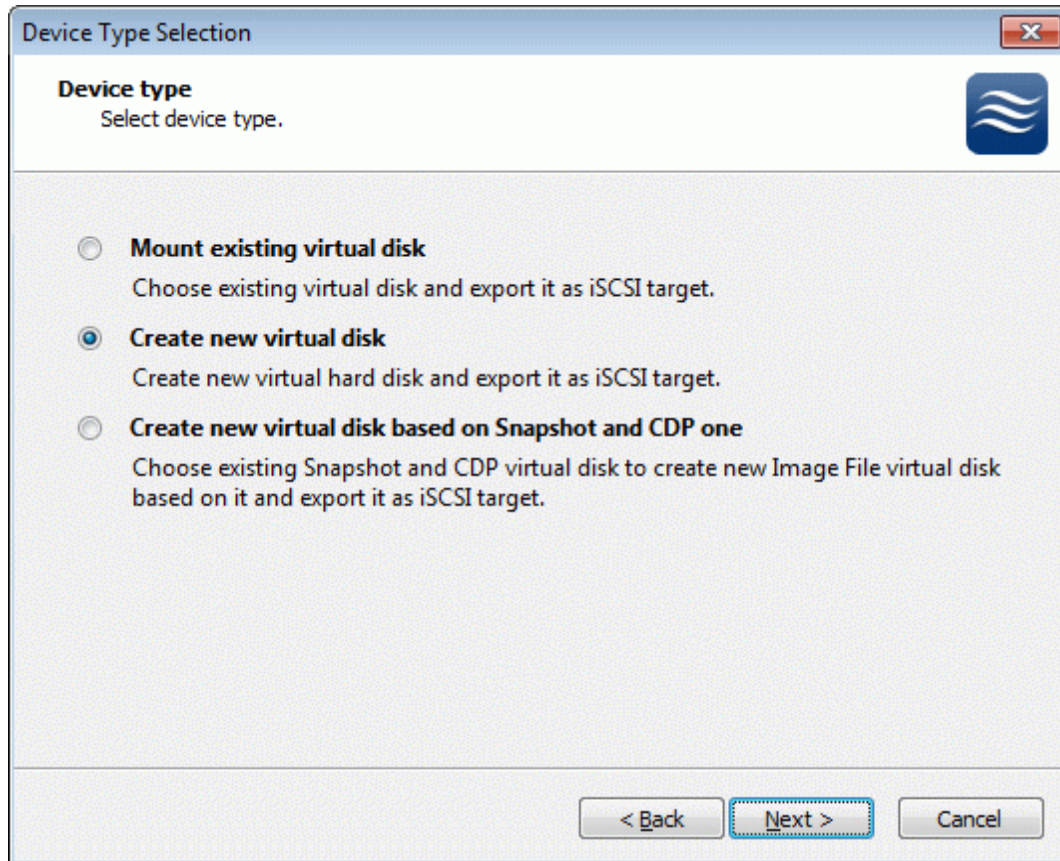 Device Type Selection
Device type
Select device type.
Mount existing virtual disk
Choose existing virtual disk and export it as iSCSI target.
Create new virtual disk
Create new virtual hard disk and export it as iSCSI target.
Create new virtual disk based on Snapshot and CDP one
Choose existing Snapshot and CDP virtual disk to create new Image File virtual disk
based on it and export it as iSCSI target.
< Back Next > Cancel